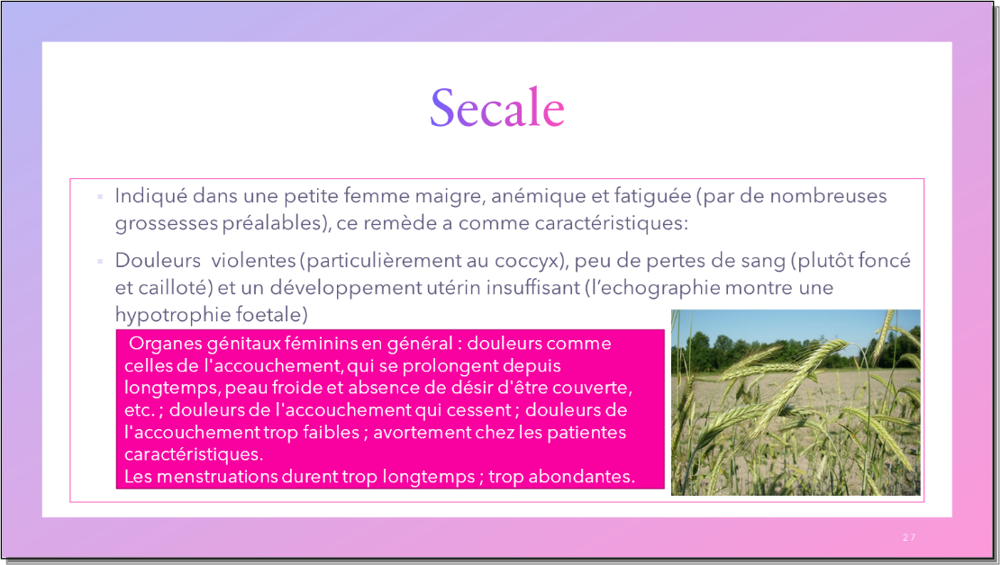 Secale
Indiqué dans une petite femme maigre, anémique et fatiguée (par de nombreuses
grossesses préalables), ce remède a comme caractéristiques:
Douleurs violentes (particulièrement au coccyx), peu de pertes de sang (plutôt foncé
et cailloté) et un développement utérin insuffisant (l’echographie montre une
hypotrophie foetale)
Organes génitaux féminins en général : douleurs comme
celles de l'accouchement, qui se prolongent depuis
longtemps, peau froide et absence de désir d'être couverte,
etc. ; douleurs de l'accouchement qui cessent ; douleurs de
l'accouchement trop faibles ; avortement chez les patientes
caractéristiques.
Les menstruations durent trop longtemps ; trop abondantes.
27